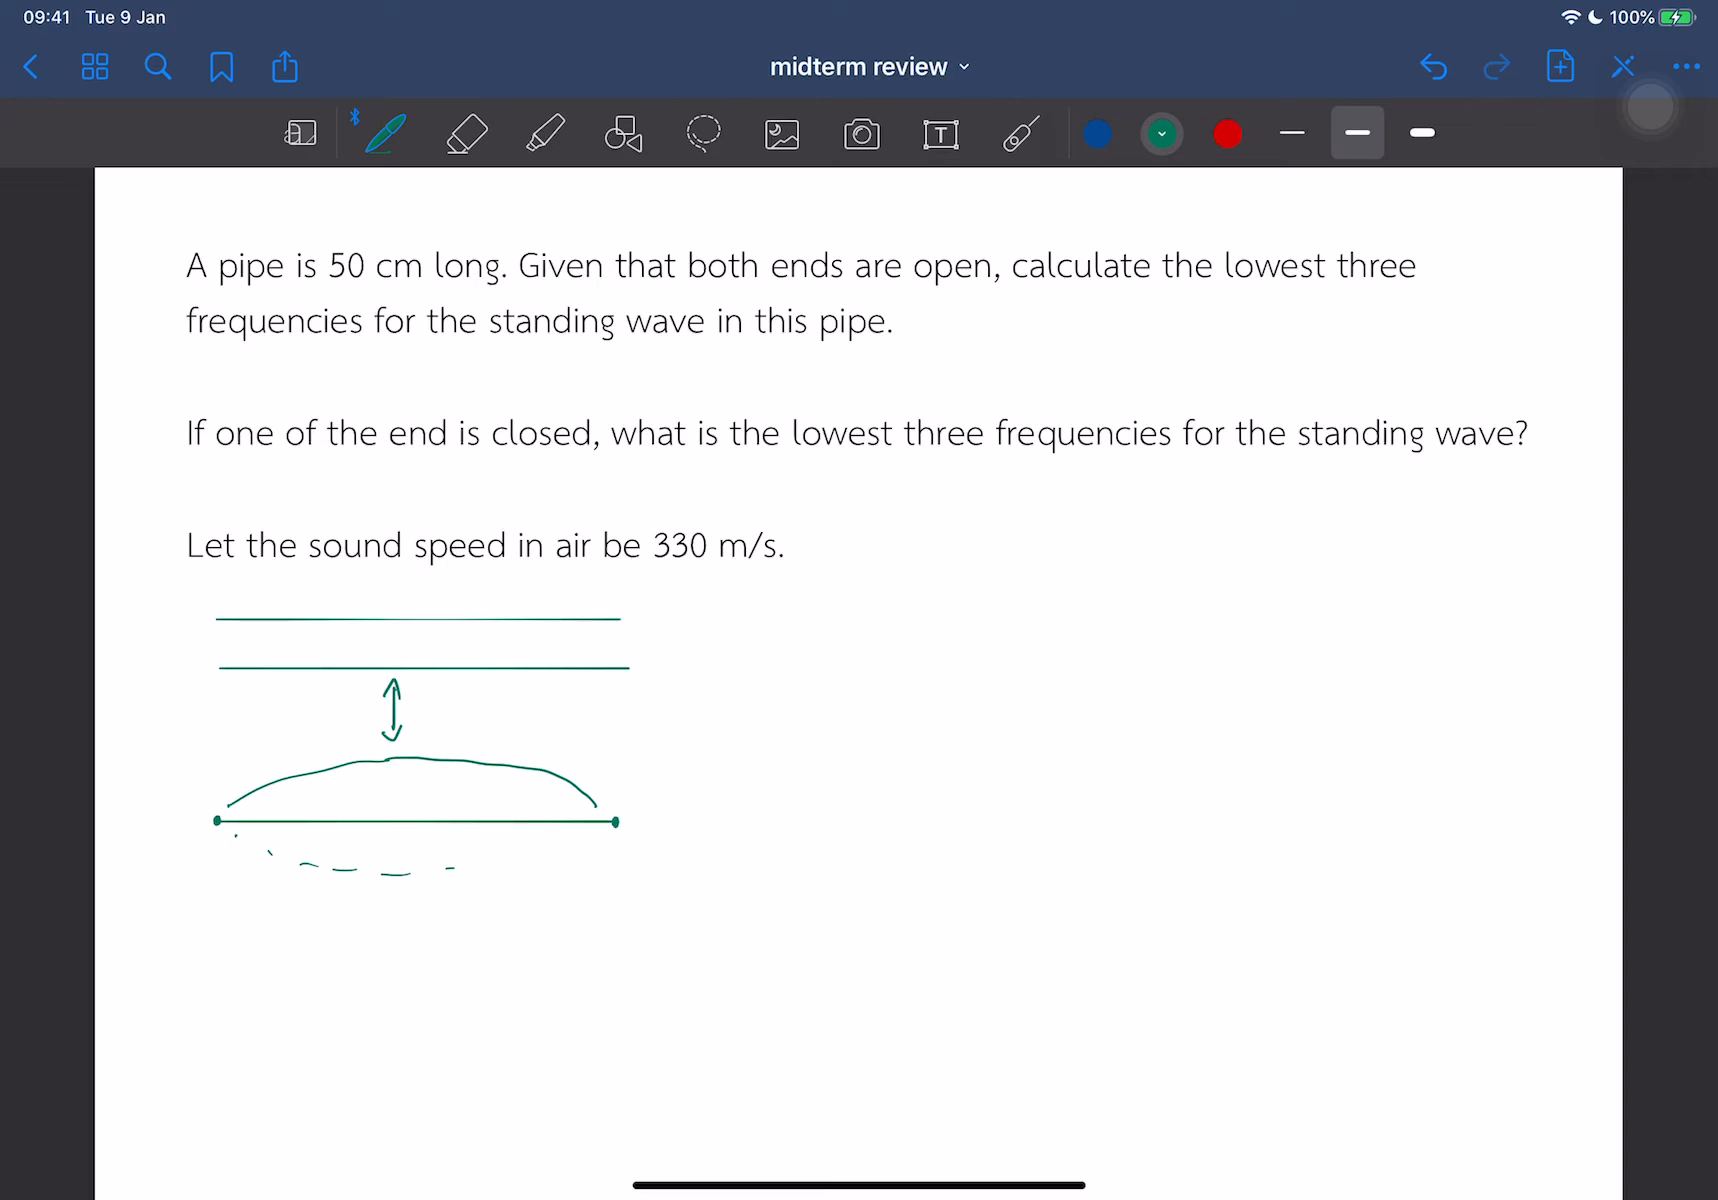 09:41 Tue 9 Jan 100%
midterm review
T
A pipe is 50 cm long. Given that both ends are open, calculate the lowest three
frequencies for the standing wave in this pipe.
If one of the end is closed, what is the lowest three frequencies for the standing wave?
Let the sound speed in air be 330 m/s.